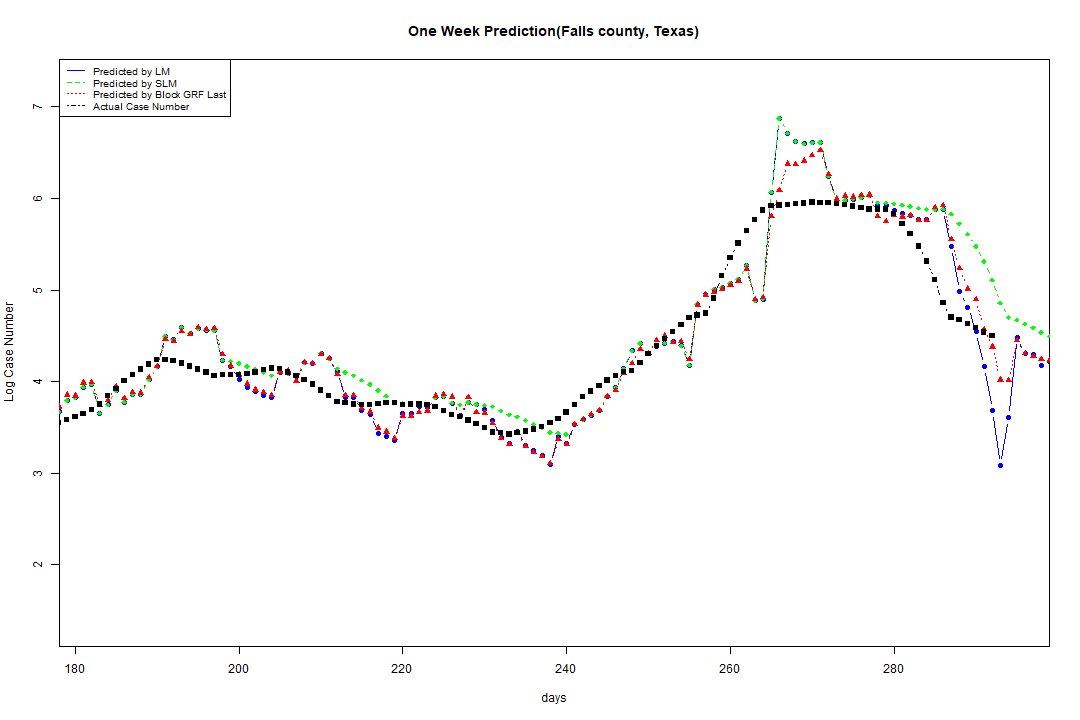 One Week Prediction(Falls county, Texas)
Predicted by LM
Predicted by SLM
Predicted by Block GRF Last
Actual Case Number
7
6
5
4
3
2
Log Case Number
180 200 220 240 260 280
days